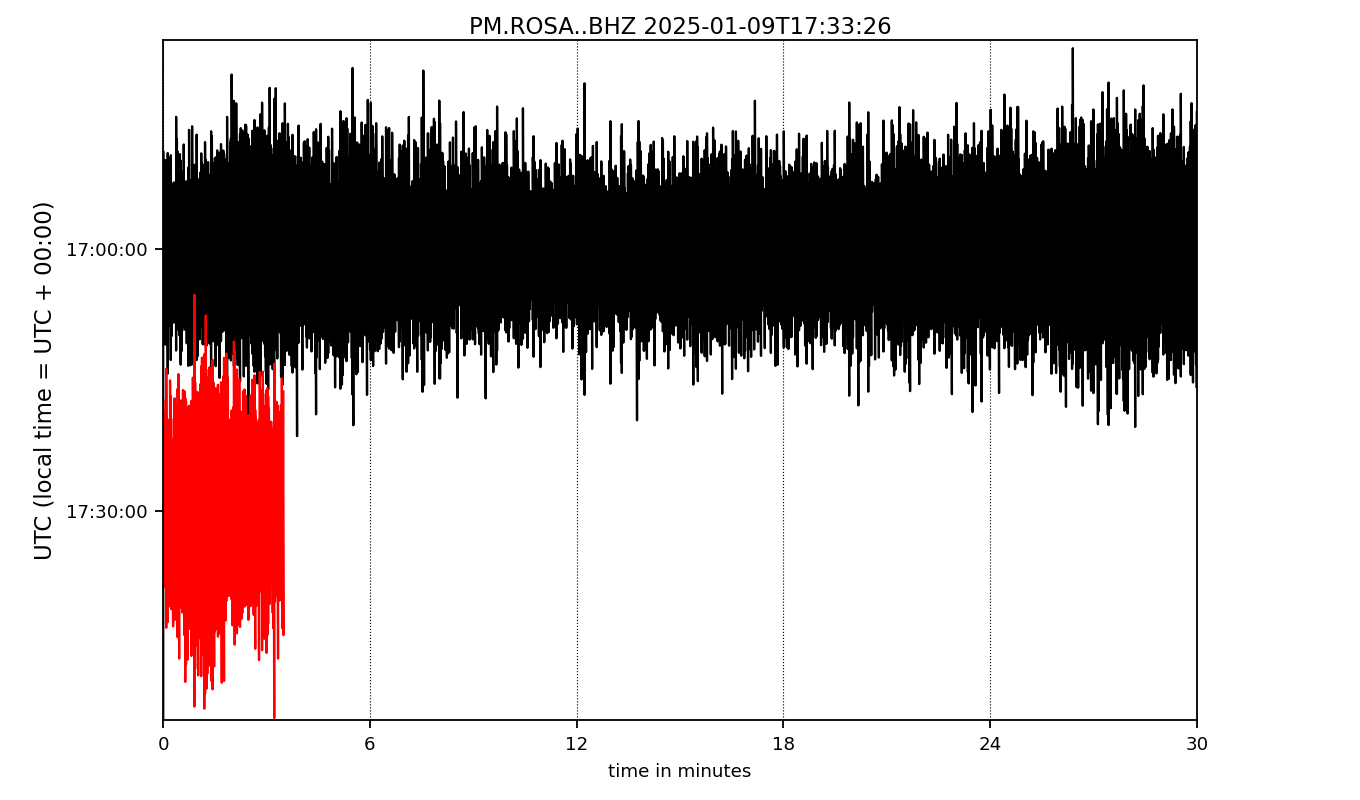 PM.ROSA..BHZ 2025-01-09T17:33:26
UTC (local time = UTC + 00:00)
17:00:00
17:30:00
0 6 12 18 24 30
time in minutes